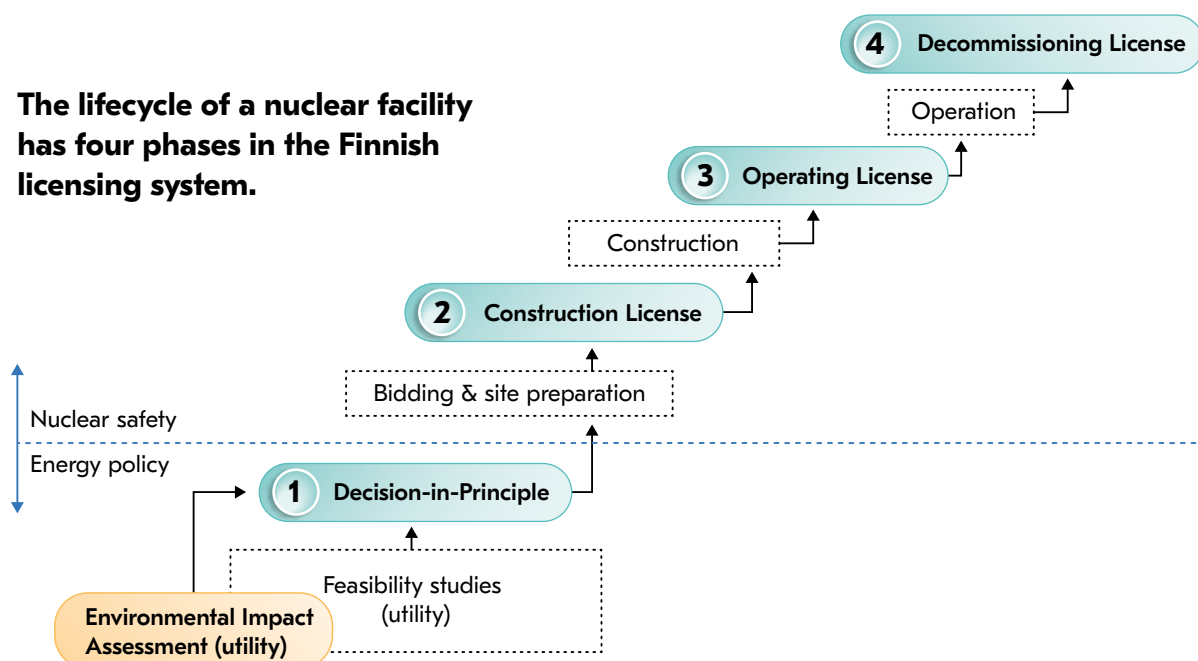 The lifecycle of a nuclear facility
has four phases in the Finnish
licensing system.
4 Decommissioning License
Operation
3 Operating License
Construction
2 Construction License
Bidding & site preparation
Nuclear safety
Energy policy
1 Decision-in-Principle
Feasibility studies
(utility)
Environmental Impact
Assessment (utility)